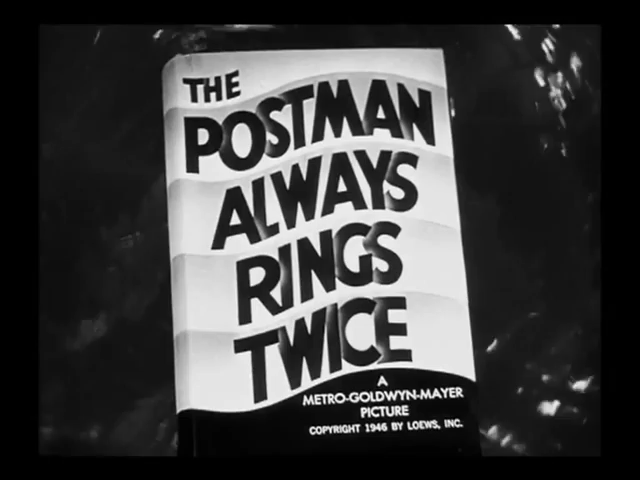 THE
POSTMAN
ALWAYS
RINGS
TWICE
A
METRO-GOLDWYN-MAYER
PICTURE
COPYRIGHT 1946 BY LOEWS, INC.